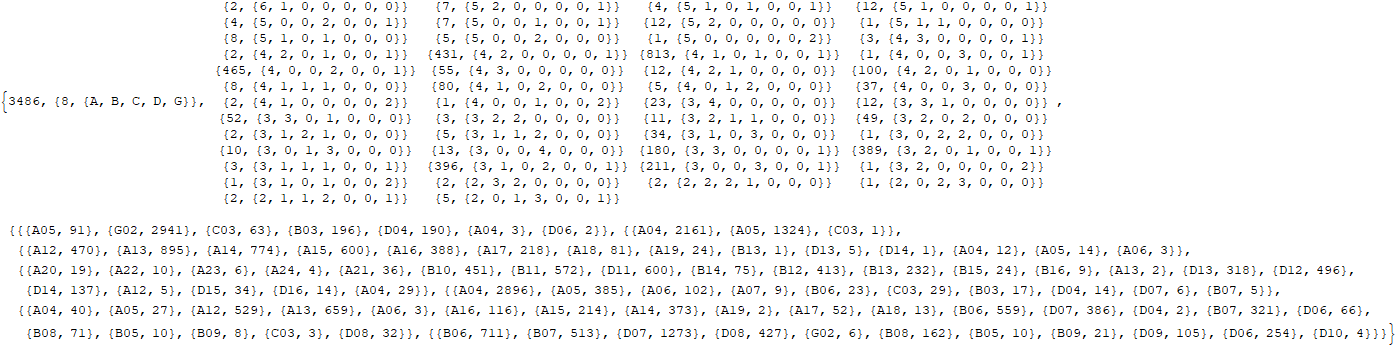 {2, {6, 1, 0, 0, 0, 0, 0}} {7, {5, 2, 0, 0, 0, 0, 1}} {4, {5, 1, 0, 1, 0, 0, 1}} {12, {5, 1, 0, 0, 0, 0, 1}}
{4, {5, 0, 0, 2, 0, 0, 1}} {7, {5, 0, 0, 1, 0, 0, 1}} {12, {5, 2, 0, 0, 0, 0, 0}} {1, {5, 1, 1, 0, 0, 0, 0}}
{8, {5, 1, 0, 1, 0, 0, 0}} {5, {5, 0, 0, 2, 0, 0, 0}} {1, {5, 0, 0, 0, 0, 0, 2}} {3, {4, 3, 0, 0, 0, 0, 1}}
{2, {4, 2, 0, 1, 0, 0, 1}} {431, {4, 2, 0, 0, 0, 0, 1}} {813, {4, 1, 0, 1, 0, 0, 1}} {1, {4, 0, 0, 3, 0, 0, 1}}
{465, {4, 0, 0, 2, 0, 0, 1}} {55, {4, 3, 0, 0, 0, 0, 0}} {12, {4, 2, 1, 0, 0, 0, 0}} {100, {4, 2, 0, 1, 0, 0, 0}}
{8, {4, 1, 1, 1, 0, 0, 0}} {80, {4, 1, 0, 2, 0, 0, 0}} {5, {4, 0, 1, 2, 0, 0, 0}} {37, {4, 0, 0, 3, 0, 0, 0}}
{3486, {8, {A, B, C, D, G}}, {2, {4, 1, 0, 0, 0, 0, 2}} {1, {4, 0, 0, 1, 0, 0, 2}} {23, {3, 4, 0, 0, 0, 0, 0}} {12, {3, 3, 1, 0, 0, 0, 0}} ,
{52, {3, 3, 0, 1, 0, 0, 0}} {3, {3, 2, 2, 0, 0, 0, 0}} {11, {3, 2, 1, 1, 0, 0, 0}} {49, {3, 2, 0, 2, 0, 0, 0}}
{2, {3, 1, 2, 1, 0, 0, 0}} {5, {3, 1, 1, 2, 0, 0, 0}} {34, {3, 1, 0, 3, 0, 0, 0}} {1, {3, 0, 2, 2, 0, 0, 0}}
{10, {3, 0, 1, 3, 0, 0, 0}} {13, {3, 0, 0, 4, 0, 0, 0}} {180, {3, 3, 0, 0, 0, 0, 1}} {389, {3, 2, 0, 1, 0, 0, 1}}
{3, {3, 1, 1, 1, 0, 0, 1}} {396, {3, 1, 0, 2, 0, 0, 1}} {211, {3, 0, 0, 3, 0, 0, 1}} {1, {3, 2, 0, 0, 0, 0, 2}}
{1, {3, 1, 0, 1, 0, 0, 2}} {2, {2, 3, 2, 0, 0, 0, 0}} {2, {2, 2, 2, 1, 0, 0, 0}} {1, {2, 0, 2, 3, 0, 0, 0}}
{2, {2, 1, 1, 2, 0, 0, 1}} {5, {2, 0, 1, 3, 0, 0, 1}}
{{{A05, 91}, {G02, 2941}, {C03, 63}, {B03, 196}, {D04, 190}, {A04, 3}, {D06, 2}}, {{A04, 2161}, {A05, 1324}, {C03, 1}},
{{A12, 470}, {A13, 895}, {A14, 774}, {A15, 600}, {A16, 388}, {A17, 218}, {A18, 81}, {A19, 24}, {B13, 1}, {D13, 5}, {D14, 1}, {A04, 12}, {A05, 14}, {A06, 3}},
{{A20, 19}, {A22, 10}, {A23, 6}, {A24, 4}, {A21, 36}, {B10, 451}, {B11, 572}, {D11, 600}, {B14, 75}, {B12, 413}, {B13, 232}, {B15, 24}, {B16, 9}, {A13, 2}, {D13, 318}, {D12, 496},
{D14, 137}, {A12, 5}, {D15, 34}, {D16, 14}, {A04, 29}}, {{A04, 2896}, {A05, 385}, {A06, 102}, {A07, 9}, {B06, 23}, {C03, 29}, {B03, 17}, {D04, 14}, {D07, 6}, {B07, 5}},
{{A04, 40}, {A05, 27}, {A12, 529}, {A13, 659}, {A06, 3}, {A16, 116}, {A15, 214}, {A14, 373}, {A19, 2}, {A17, 52}, {A18, 13}, {B06, 559}, {D07, 386}, {D04, 2}, {B07, 321}, {D06, 66},
{B08, 71}, {B05, 10}, {B09, 8}, {C03, 3}, {D08, 32}}, {{B06, 711}, {B07, 513}, {D07, 1273}, {D08, 427}, {G02, 6}, {B08, 162}, {B05, 10}, {B09, 21}, {D09, 105}, {D06, 254}, {D10, 4}}}}